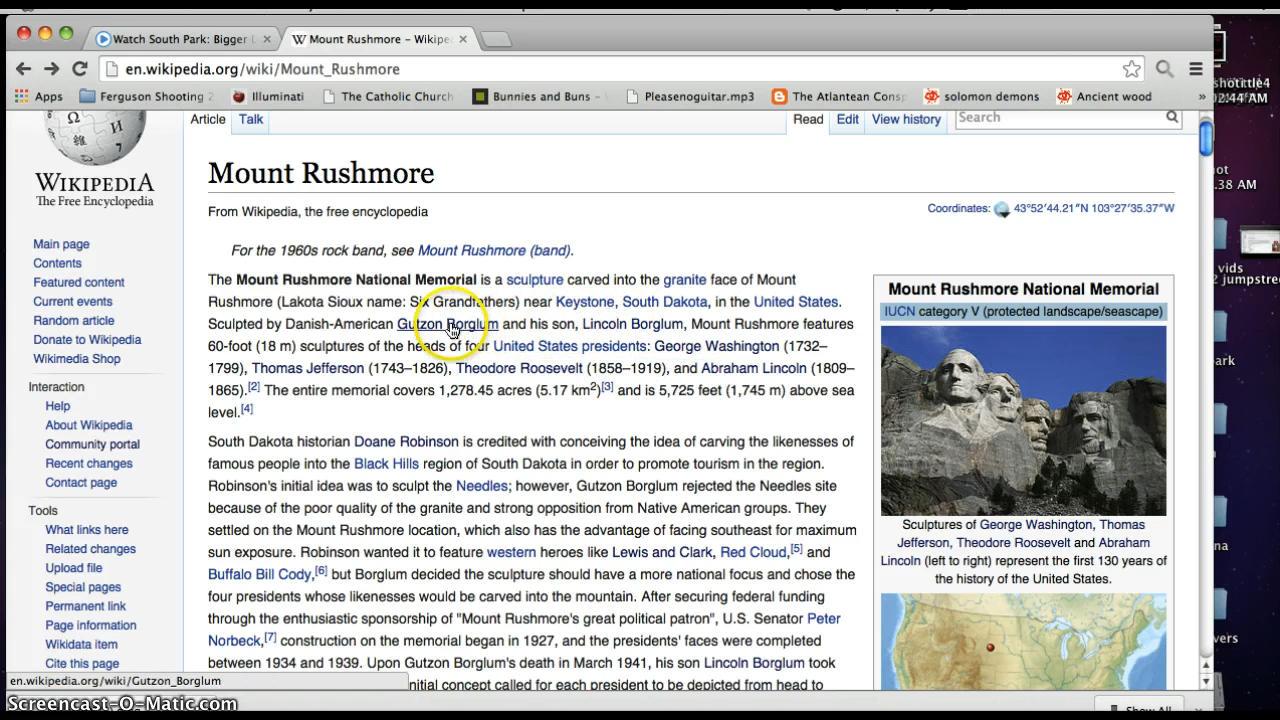 Watch South Park: Bigger
Mount Rushmore – Wikipe
en.wikipedia.org/wiki/Mount_Rushmore
Apps
Ferguson Shooting 2
Illuminati
The Catholic Church
Bunnies and Buns -
Pleasenoguitar.mp3
The Atlantean Consp
solomon demons
Ancient wood
»
shottitle4
02:44 AM
Article
Talk
Read
Edit
View history
Search
WIKIPEDIA
The Free Encyclopedia
Main page
Contents
Featured content
Current events
Random article
Donate to Wikipedia
Wikimedia Shop
Interaction
Help
About Wikipedia
Community portal
Recent changes
Contact page
Tools
What links here
Related changes
Upload file
Special pages
Permanent link
Page information
Wikidata item
Cite this page
Mount Rushmore
From Wikipedia, the free encyclopedia
Coordinates: 43°52′44.21″N 103°27′35.37″W
For the 1960s rock band, see Mount Rushmore (band).
The Mount Rushmore National Memorial is a sculpture carved into the granite face of Mount
Rushmore (Lakota Sioux name: Six Grandfathers) near Keystone, South Dakota, in the United States.
Sculpted by Danish-American Gutzon Borglum and his son, Lincoln Borglum, Mount Rushmore features
60-foot (18 m) sculptures of the heads of four United States presidents: George Washington (1732–
1799), Thomas Jefferson (1743–1826), Theodore Roosevelt (1858–1919), and Abraham Lincoln (1809–
1865).[2] The entire memorial covers 1,278.45 acres (5.17 km2)[3] and is 5,725 feet (1,745 m) above sea
level.[4]
South Dakota historian Doane Robinson is credited with conceiving the idea of carving the likenesses of
famous people into the Black Hills region of South Dakota in order to promote tourism in the region.
Robinson's initial idea was to sculpt the Needles; however, Gutzon Borglum rejected the Needles site
because of the poor quality of the granite and strong opposition from Native American groups. They
settled on the Mount Rushmore location, which also has the advantage of facing southeast for maximum
sun exposure. Robinson wanted it to feature western heroes like Lewis and Clark, Red Cloud,[5] and
Buffalo Bill Cody,[6] but Borglum decided the sculpture should have a more national focus and chose the
four presidents whose likenesses would be carved into the mountain. After securing federal funding
through the enthusiastic sponsorship of "Mount Rushmore's great political patron", U.S. Senator Peter
Norbeck,[7] construction on the memorial began in 1927, and the presidents' faces were completed
between 1934 and 1939. Upon Gutzon Borglum's death in March 1941, his son Lincoln Borglum took
nitial concept called for each president to be depicted from head to
Mount Rushmore National Memorial
IUCN category V (protected landscape/seascape)
Sculptures of George Washington, Thomas
Jefferson, Theodore Roosevelt and Abraham
Lincoln (left to right) represent the first 130 years of
the history of the United States.
ot
.38 AM
vids
2 jumpstree
ark
na
vers
en.wikipedia.org/wiki/Gutzon_Borglum
Screencast-O-Matic.com
Show All